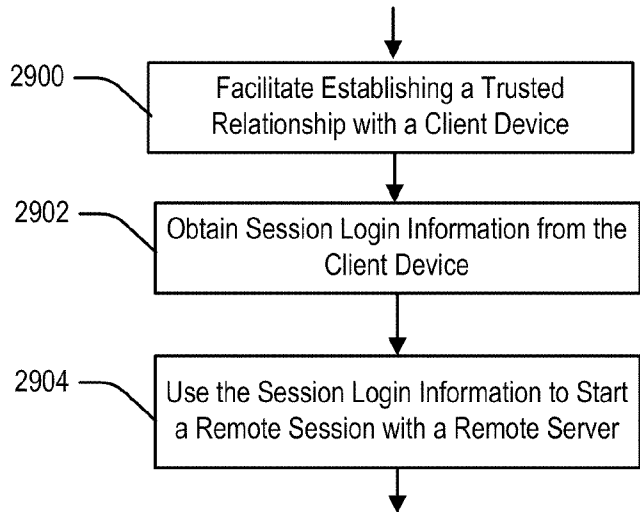 2900
Facilitate Establishing a Trusted
Relationship with a Client Device
2902
Obtain Session Login Information from the
Client Device
2904
Use the Session Login Information to Start
a Remote Session with a Remote Server